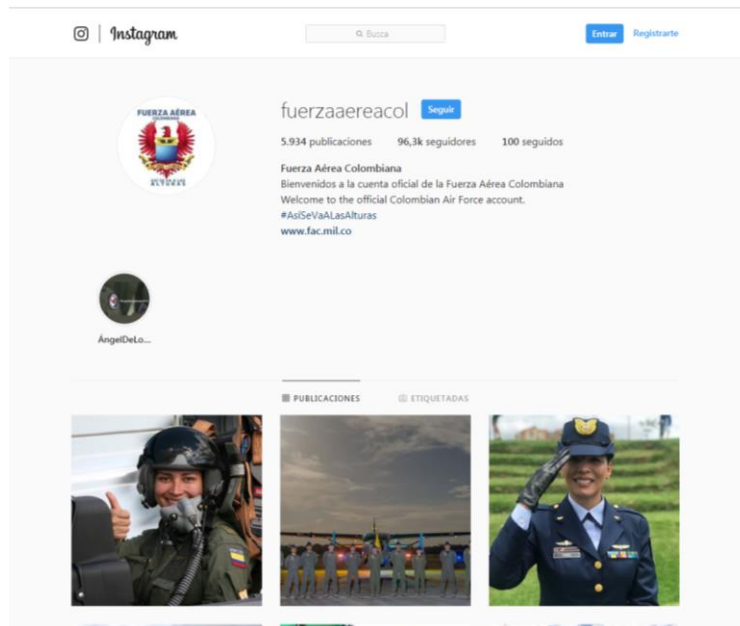 Instagram
Busca
Entrar
Registrarte
FUERZA AÉREA
COLOMBIANA
fuerzaaereacol Seguir
5.934 publicaciones 96,3k seguidores 100 seguidos
Fuerza Aérea Colombiana
Bienvenidos a la cuenta oficial de la Fuerza Aérea Colombiana
Welcome to the official Colombian Air Force account.
#AsíSeVaALasAlturas
www.fac.mil.co
ÁngelDeLo...
PUBLICACIONES
ETIQUETADAS